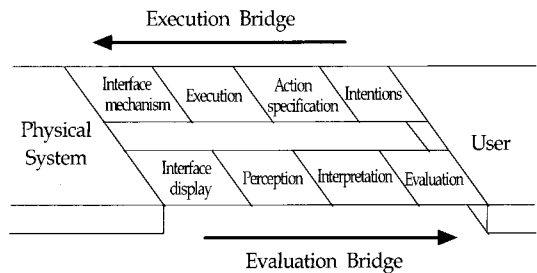 Execution Bridge
Interface
mechanism
Execution
Action
specification
Intentions
Physical
System
User
Interface
display
Perception
Interpretation
Evaluation
Evaluation Bridge